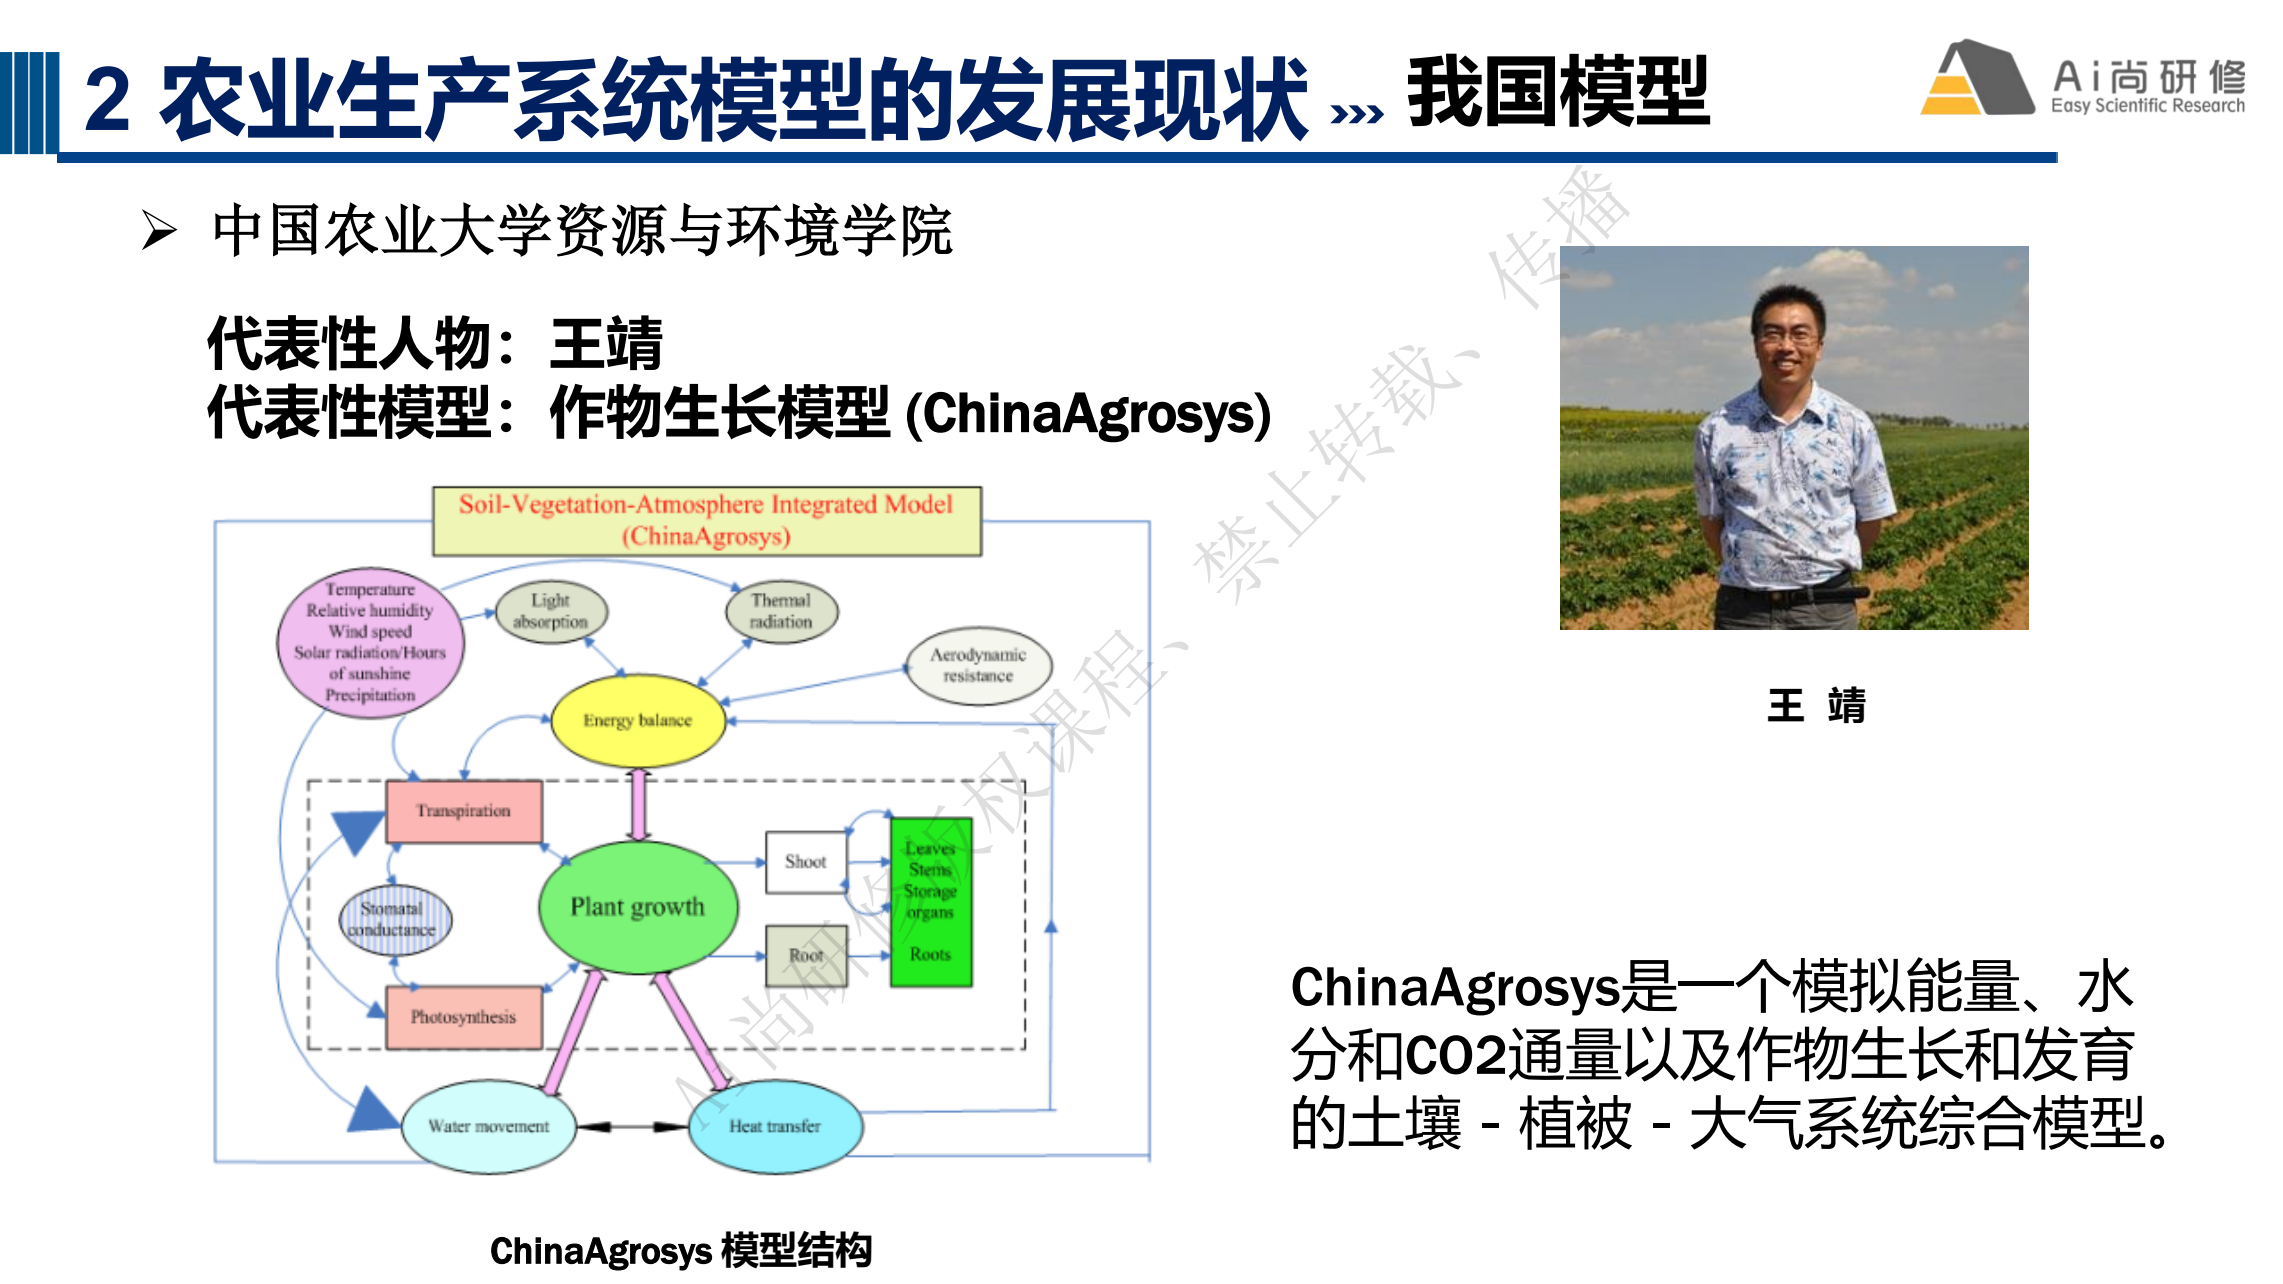 2 农业生产系统模型的发展现状 >>> 我国模型
Ai尚研修
Easy Scientific Research
➢ 中国农业大学资源与环境学院
代表性人物：王靖
代表性模型：作物生长模型 (ChinaAgrosys)
Soil-Vegetation-Atmosphere Integrated Model
(ChinaAgrosys)
Temperature
Relative humidity
Wind speed
Solar radiation/Hours
of sunshine
Precipitation
Light
absorption
Thermal
radiation
Aerodynamic
resistance
Energy balance
Transpiration
Stomatal
conductance
Photosynthesis
Plant growth
Shoot
Root
Leaves
Stems
Storage
organs
Roots
Water movement
Heat transfer
ChinaAgrosys 模型结构
王 靖
ChinaAgrosys是一个模拟能量、水
分和CO2通量以及作物生长和发育
的土壤 - 植被 - 大气系统综合模型。
Ai尚研修版权课程、禁止转载、传播